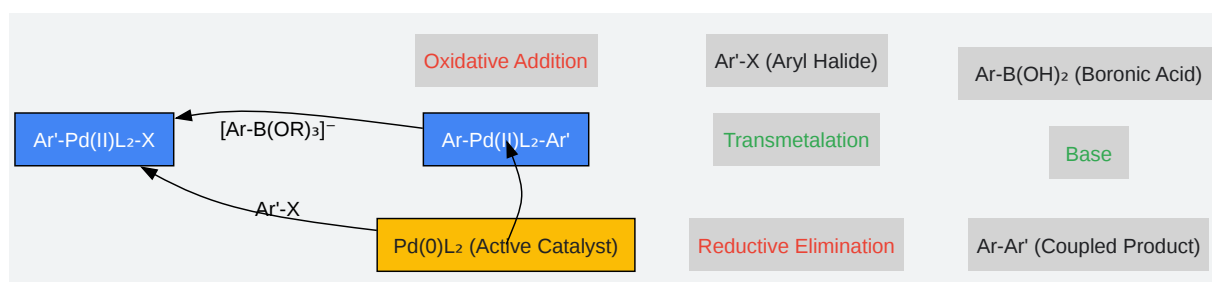 Oxidative Addition
Ar'-X (Aryl Halide)
Ar-B(OH)₂ (Boronic Acid)
Ar'-Pd(II)L₂-X
[Ar-B(OR)₃]⁻
Ar-Pd(II)L₂-Ar'
Transmetalation
Base
Ar'-X
Pd(0)L₂ (Active Catalyst)
Reductive Elimination
Ar-Ar' (Coupled Product)